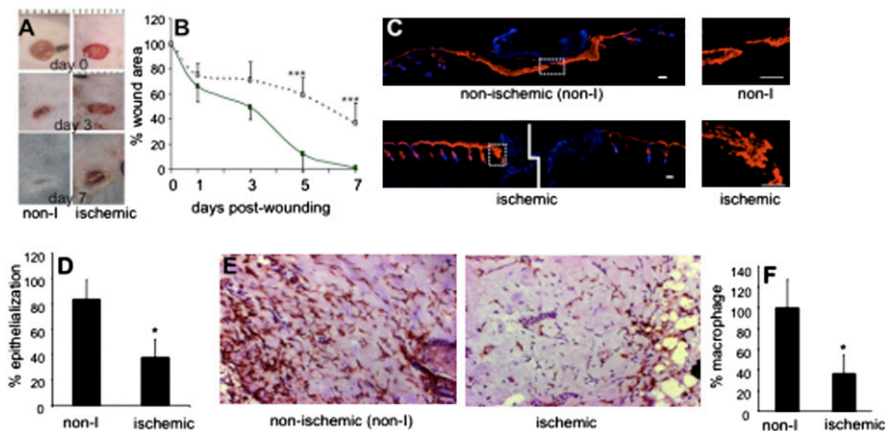 A
day 0
day 3
day 7
non-I ischemic
B
% wound area
120
100
80
60
40
20
0
***
***
0 1 3 5 7
days post-wounding
C
non-ischemic (non-I)
non-I
ischemic
ischemic
D
% epithelialization
120
100
80
60
40
20
0
*
non-I ischemic
E
non-ischemic (non-I)
ischemic
F
% macrophage
140
120
100
80
60
40
20
0
*
non-I ischemic